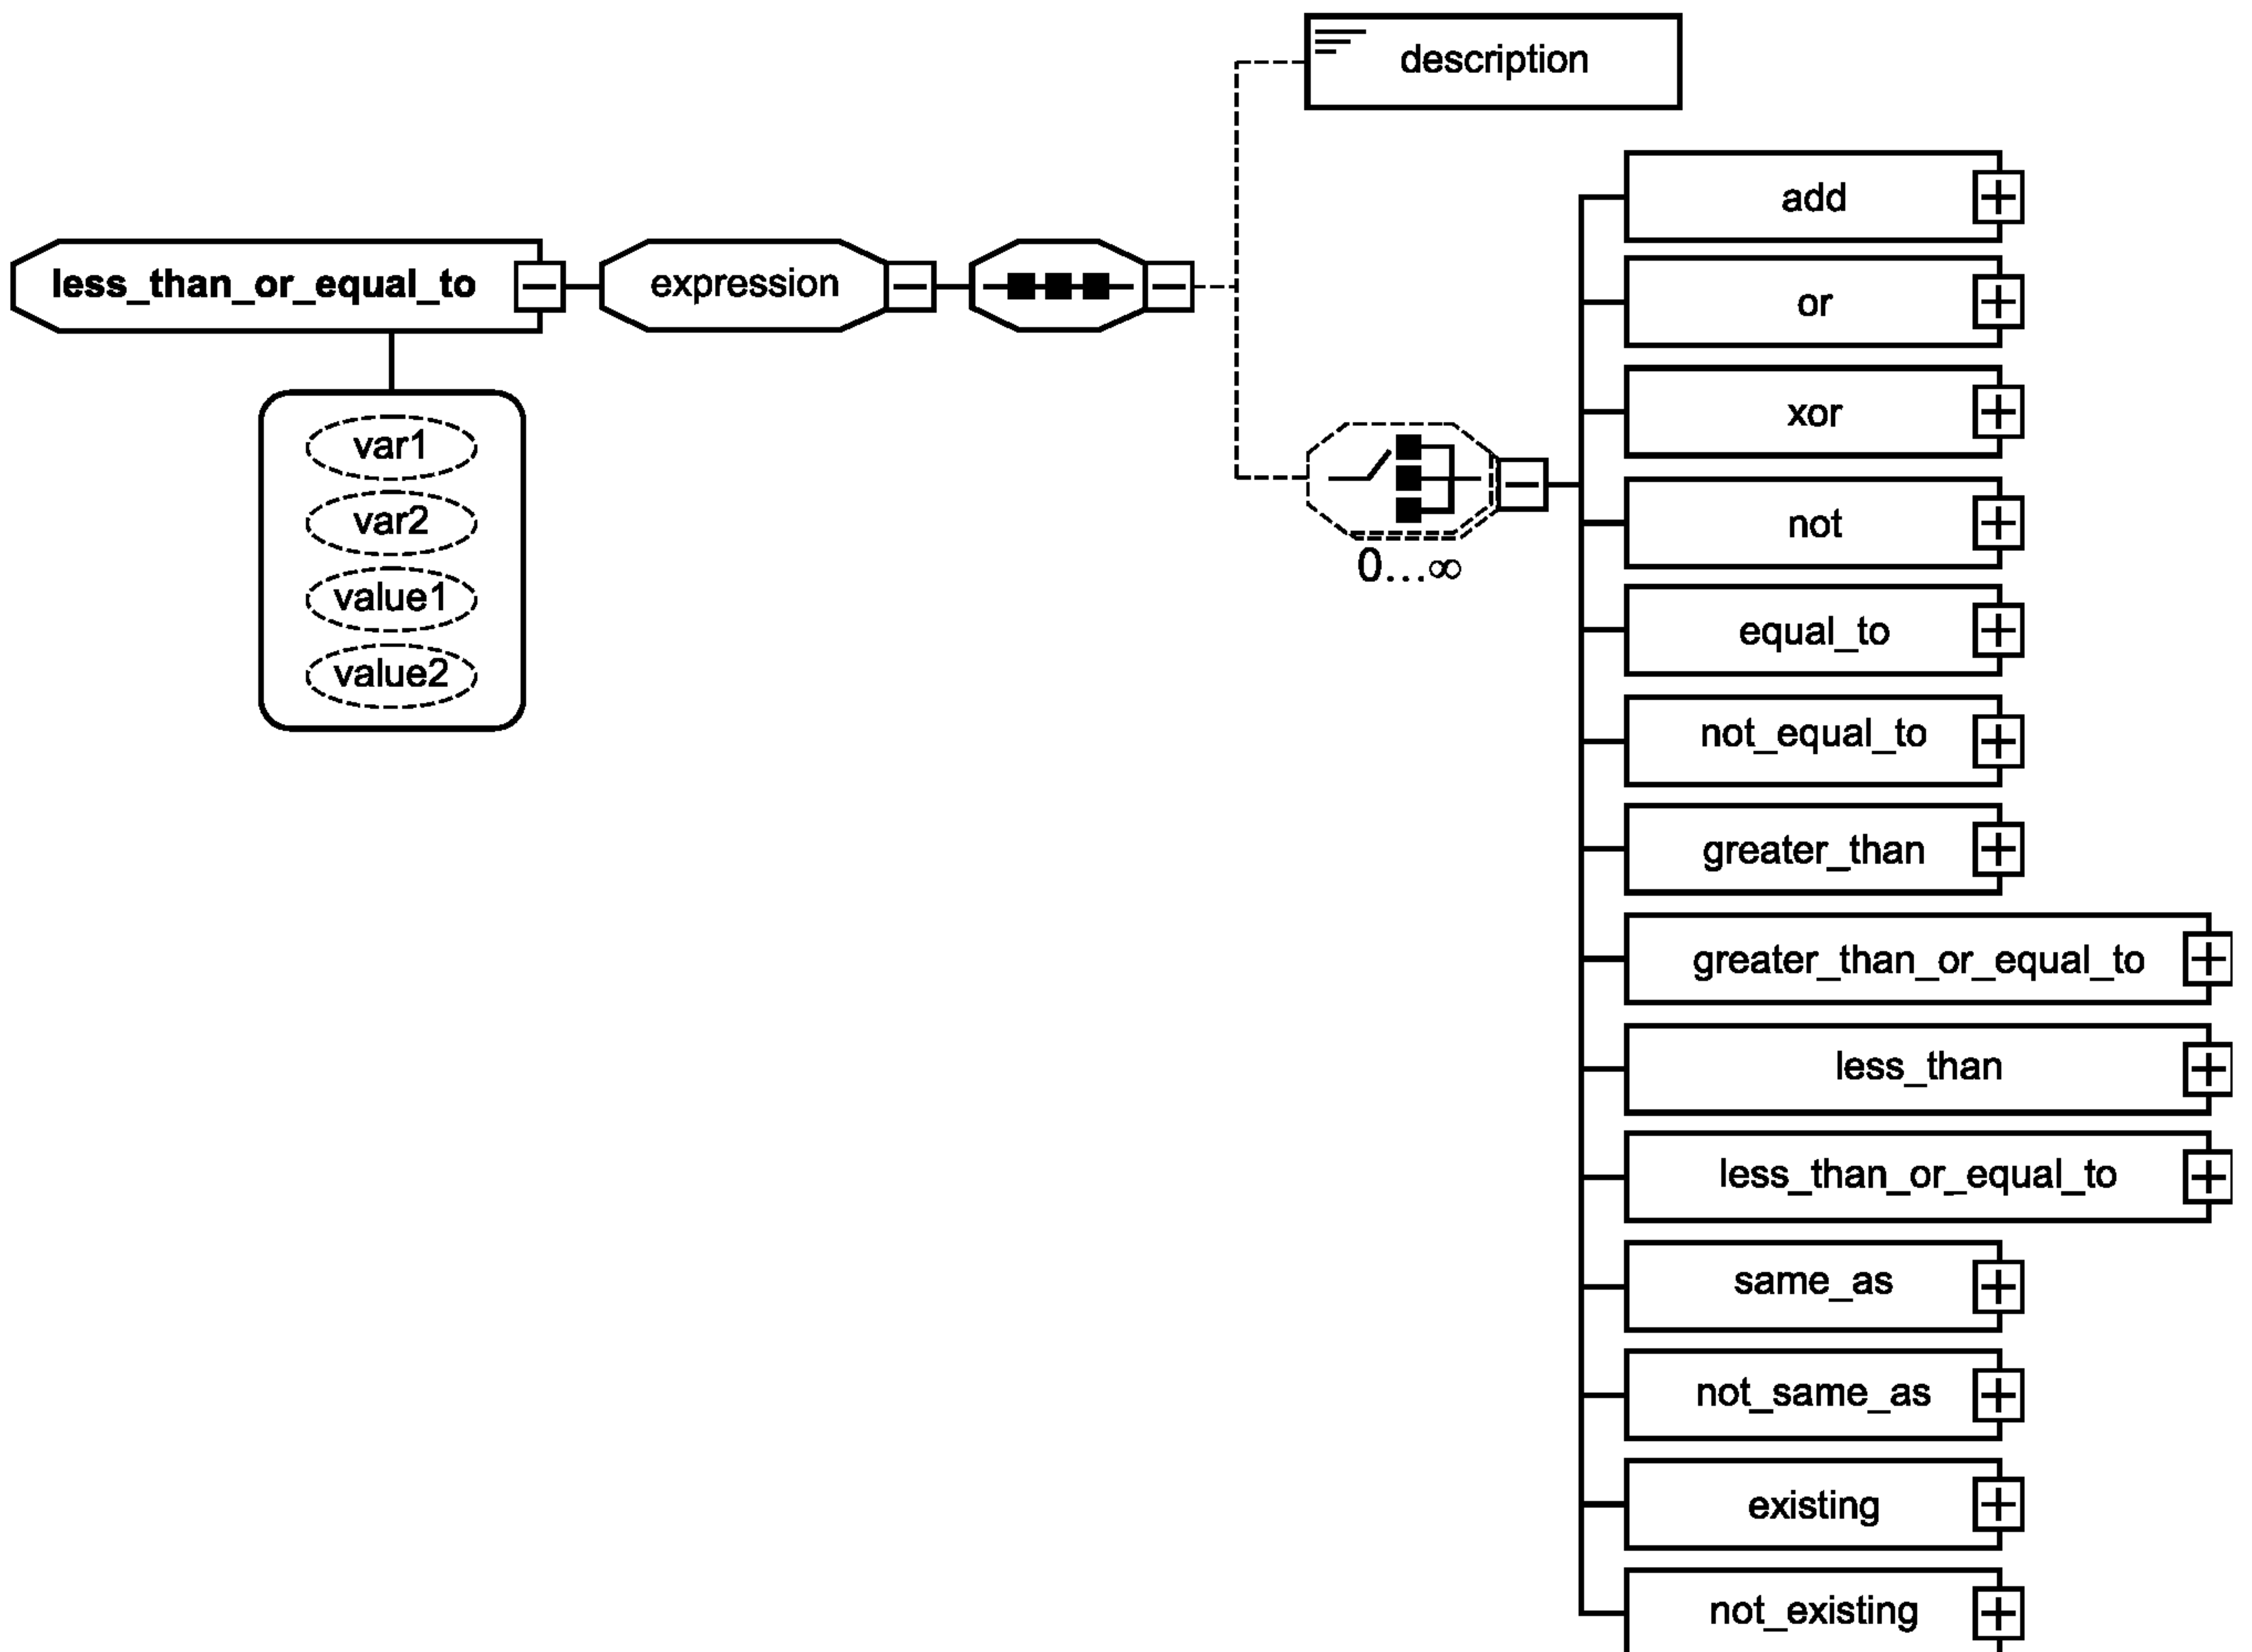 description
less_than_or_equal_to
expression
var1
var2
value1
value2
0...∞
add
or
xor
not
equal_to
not_equal_to
greater_than
greater_than_or_equal_to
less_than
less_than_or_equal_to
same_as
not_same_as
existing
not_existing